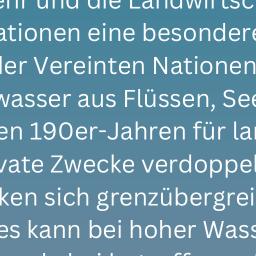 ehr und die Landwirtsc
ationen eine besondere
der Vereinten Nationen
wasser aus Flüssen, See
en 190er-Jahren für la
vate Zwecke verdoppel
ken sich grenzübergrei
es kann bei hoher Wass